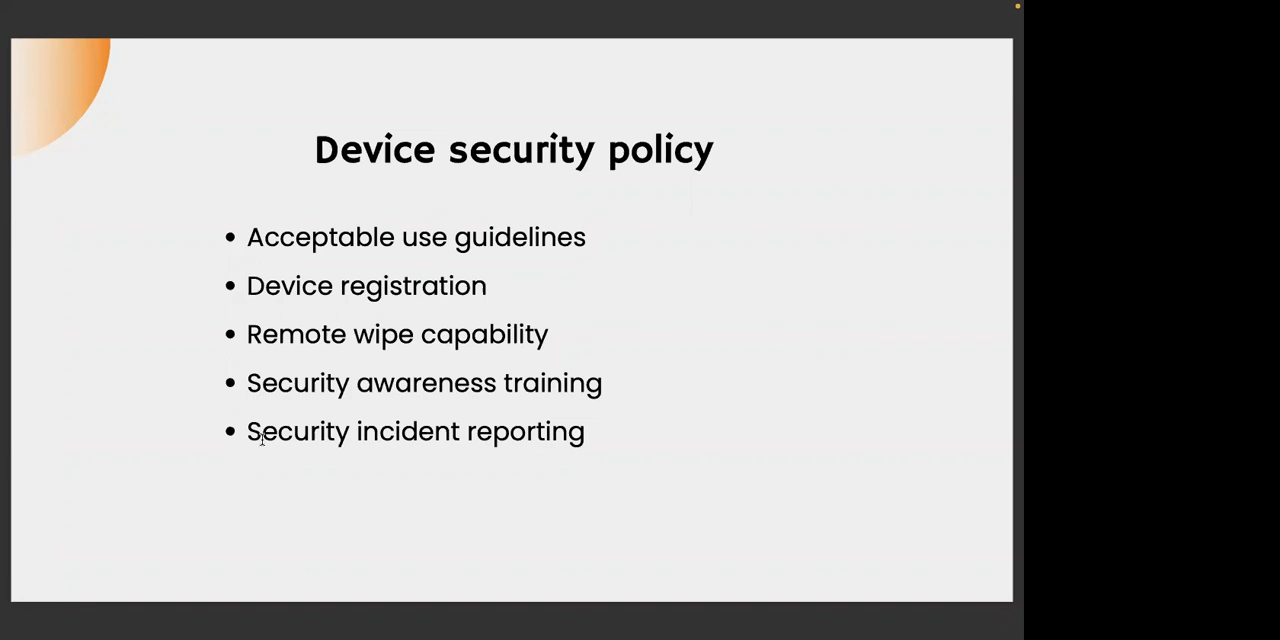 Device security policy
• Acceptable use guidelines
• Device registration
• Remote wipe capability
• Security awareness training
• Security incident reporting